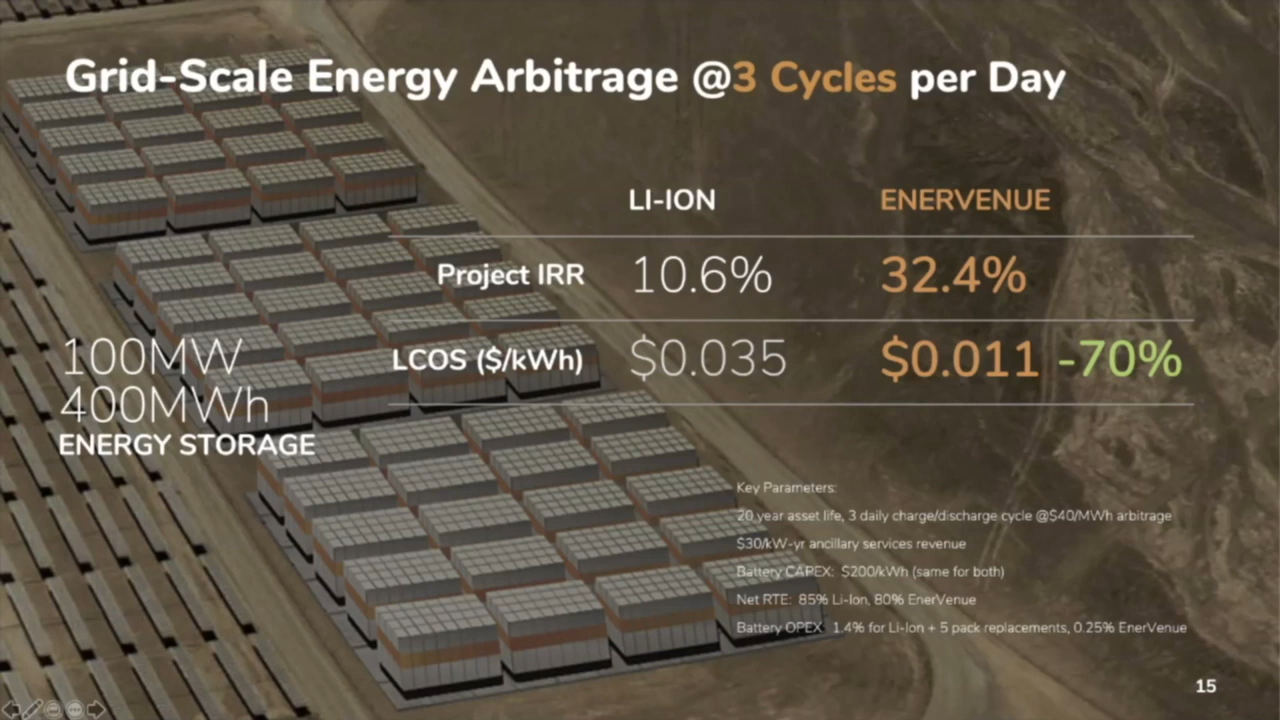 Grid-Scale Energy Arbitrage @3 Cycles per Day
LI-ION ENERVENUE
Project IRR 10.6% 32.4%
LCOS ($/kWh) $0.035 $0.011 -70%
100MW
400MWh
ENERGY STORAGE
Key Parameters:
20 year asset life, 3 daily charge/discharge cycle @$40/MWh arbitrage
$30/kW-yr ancillary services revenue
Battery CAPEX: $200/kWh (same for both)
Net RTE: 85% Li-Ion, 80% EnerVenue
Battery OPEX: 1.4% for Li-Ion + 5 pack replacements, 0.25% EnerVenue
15